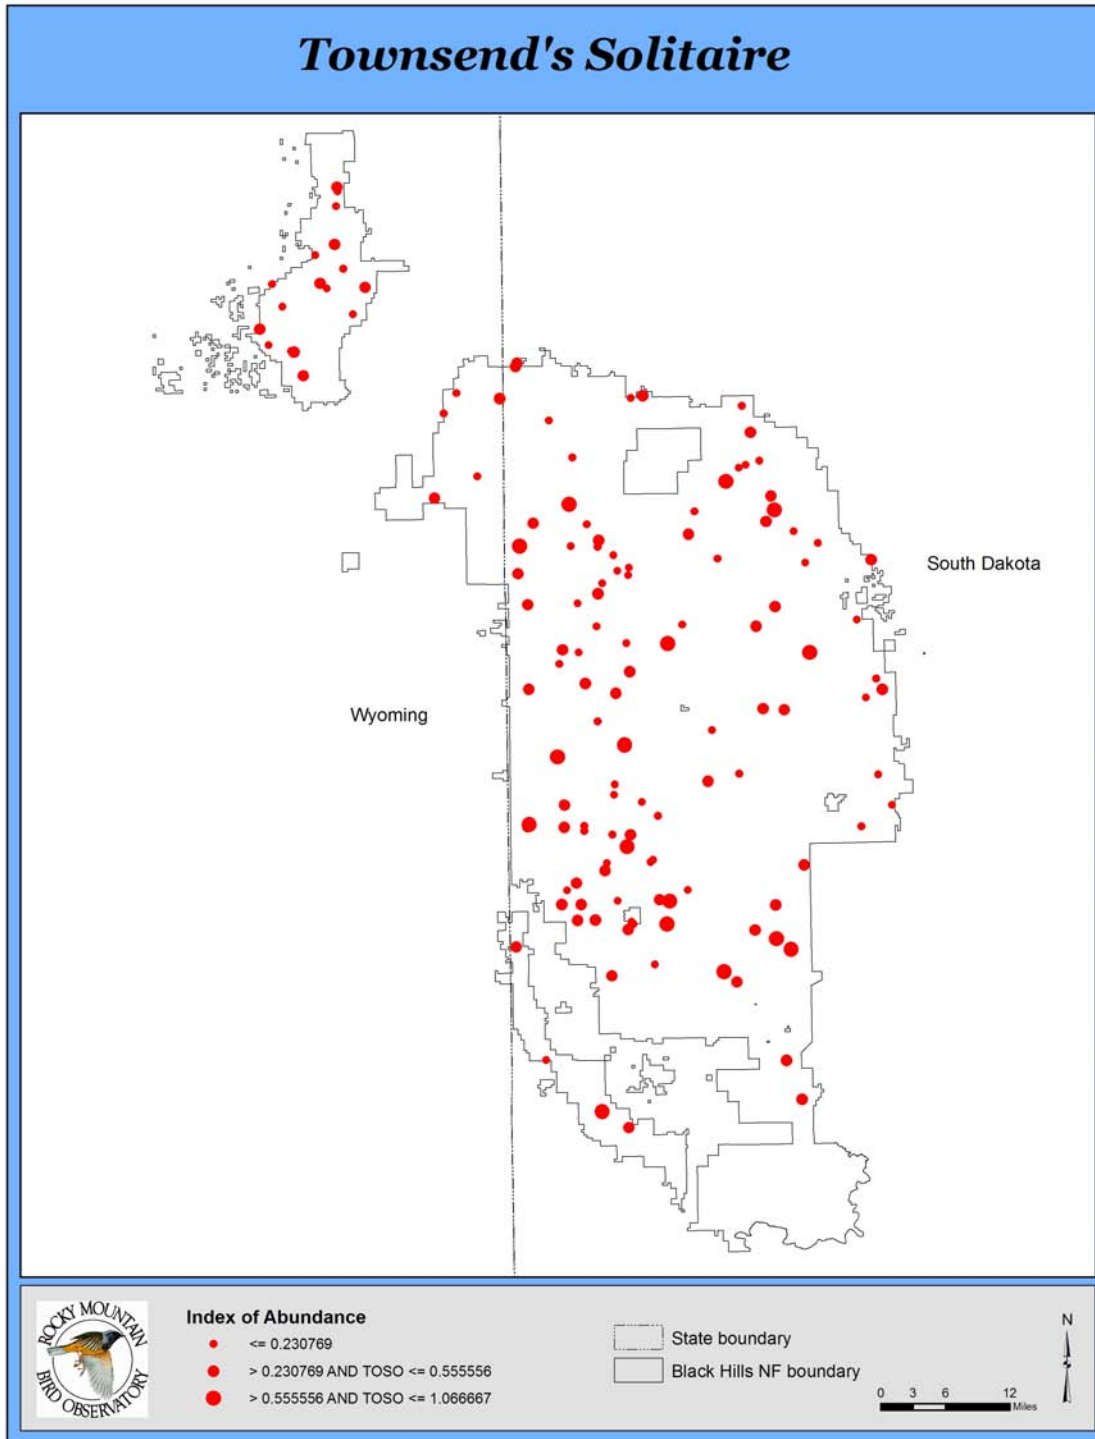 Townsend's Solitaire
South Dakota
Wyoming
ROCKY MOUNTAIN
BIRD OBSERVATORY
Index of Abundance
<= 0.230769
> 0.230769 AND TOSO <= 0.555556
> 0.555556 AND TOSO <= 1.066667
State boundary
Black Hills NF boundary
N
0 3 6 12
Miles